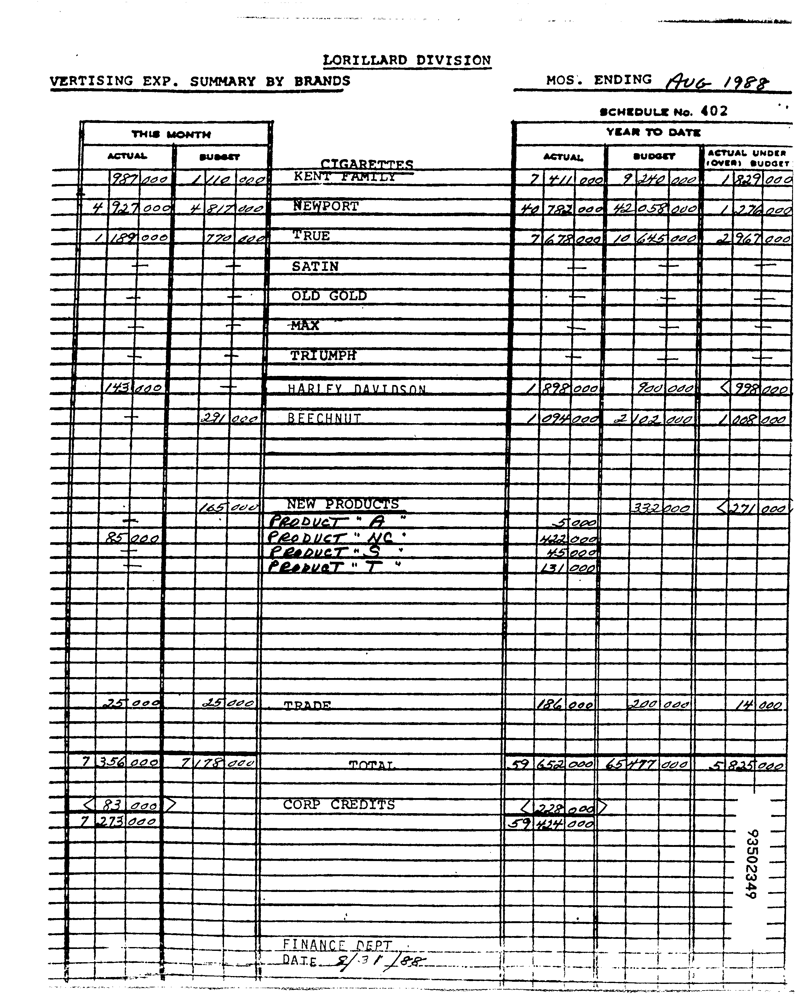 LORILLARD DIVISION
VERTISING EXP. SUMMARY BY BRANDS MOS. ENDING AUG 1988
SCHEDULE No. 402
THIS MONTH YEAR TO DATE
ACTUAL BUDGET CIGARETTES ACTUAL BUDGET ACTUAL UNDER (OVER) BUDGET
987 000 1 110 000 KENT FAMILY 7 411 000 9 240 000 1 829 000
4 927 000 4 817 000 NEWPORT 40 782 000 42 058 000 1 276 000
1 189 000 770 000 TRUE 7 678 000 10 645 000 2 967 000
— — SATIN — — —
— — OLD GOLD — — —
— — MAX — — —
— — TRIUMPH — — —
143 000 — HARLEY DAVIDSON 1 898 000 900 000 <998 000
— 291 000 BEECHNUT 1 094 000 2 102 000 1 008 000
165 000 NEW PRODUCTS 332 000 <271 000
— PRODUCT "A" 5 000
85 000 PRODUCT "NC" 422 000
— PRODUCT "S" 45 000
— PRODUCT "T" 131 000
25 000 25 000 TRADE 186 000 200 000 14 000
7 356 000 7 178 000 TOTAL 59 652 000 65 477 000 5 825 000
<83 000> CORP CREDITS <228 000>
7 273 000 59 424 000
93502349
FINANCE DEPT
DATE 8/31/88